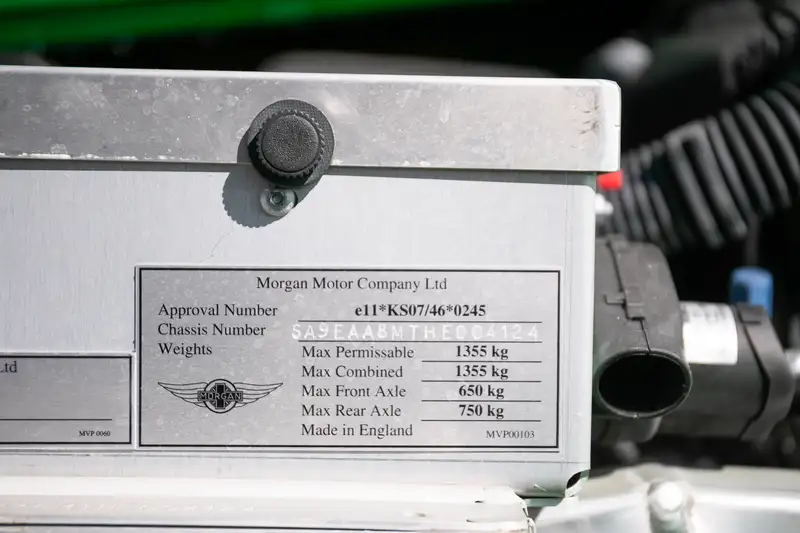 Morgan Motor Company Ltd
Approval Number e11*KS07/46*0245
Chassis Number SA9EAA8MTHE004124
Weights
Max Permissable 1355 kg
Max Combined 1355 kg
Max Front Axle 650 kg
Max Rear Axle 750 kg
Made in England MVP00103
MORGAN
Ltd
MVP 0060